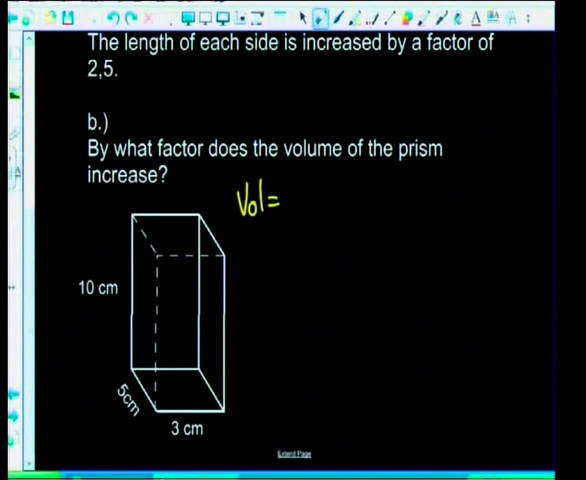 The length of each side is increased by a factor of
2,5.
b.)
By what factor does the volume of the prism
increase?
Vol=
10 cm
5cm
3 cm
Extend Page